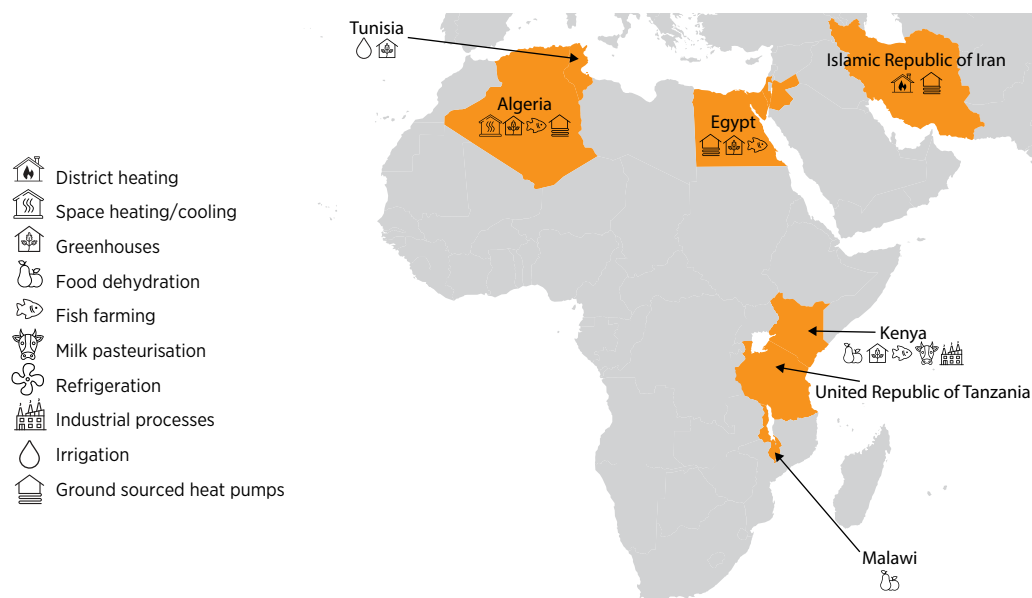 Tunisia
Islamic Republic of Iran
Algeria
Egypt
District heating
Space heating/cooling
Greenhouses
Food dehydration
Fish farming
Kenya
Milk pasteurisation
Refrigeration
United Republic of Tanzania
Industrial processes
Irrigation
Ground sourced heat pumps
Malawi